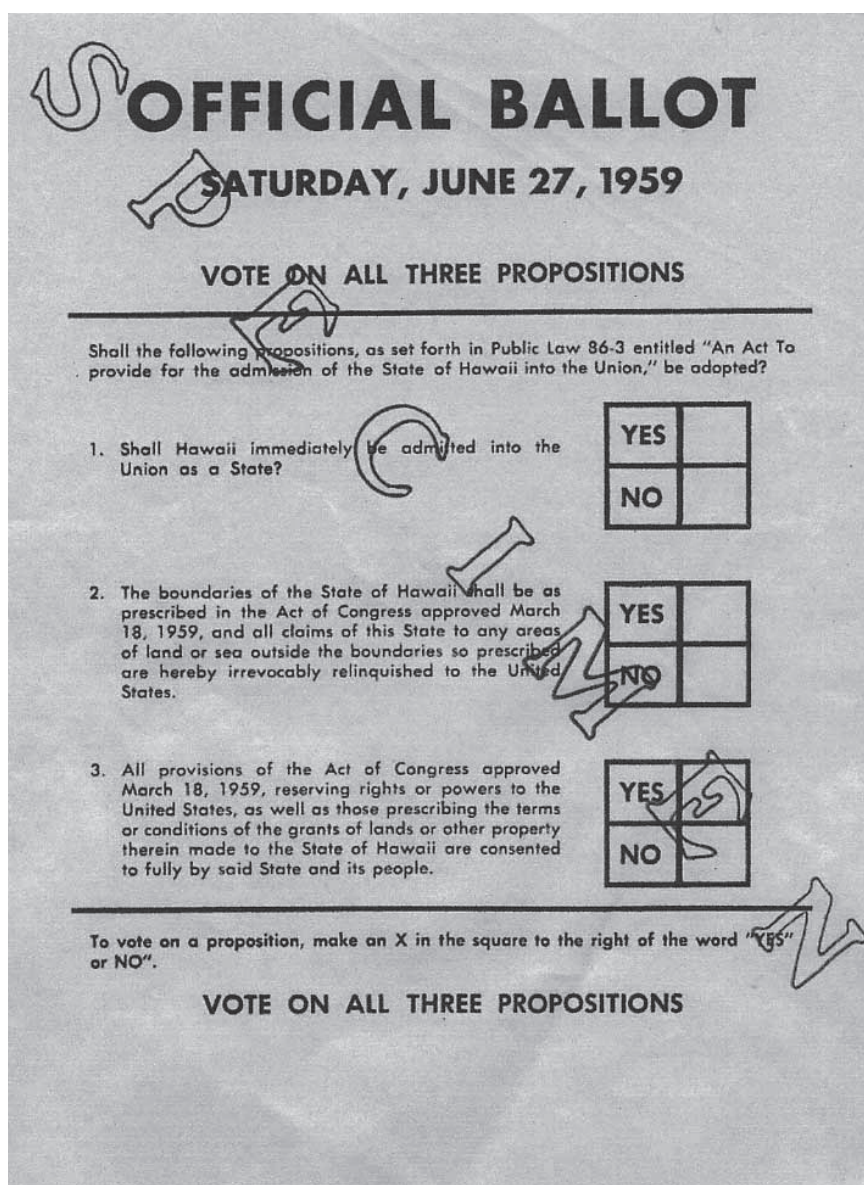 OFFICIAL BALLOT
SATURDAY, JUNE 27, 1959
VOTE ON ALL THREE PROPOSITIONS
Shall the following propositions, as set forth in Public Law 86-3 entitled "An Act To
provide for the admission of the State of Hawaii into the Union," be adopted?
1. Shall Hawaii immediately be admitted into the
Union as a State?
YES
NO
2. The boundaries of the State of Hawaii shall be as
prescribed in the Act of Congress approved March
18, 1959, and all claims of this State to any areas
of land or sea outside the boundaries so prescribed
are hereby irrevocably relinquished to the United
States.
YES
NO
3. All provisions of the Act of Congress approved
March 18, 1959, reserving rights or powers to the
United States, as well as those prescribing the terms
or conditions of the grants of lands or other property
therein made to the State of Hawaii are consented
to fully by said State and its people.
YES
NO
To vote on a proposition, make an X in the square to the right of the word "YES"
or NO".
VOTE ON ALL THREE PROPOSITIONS
SPECIMEN